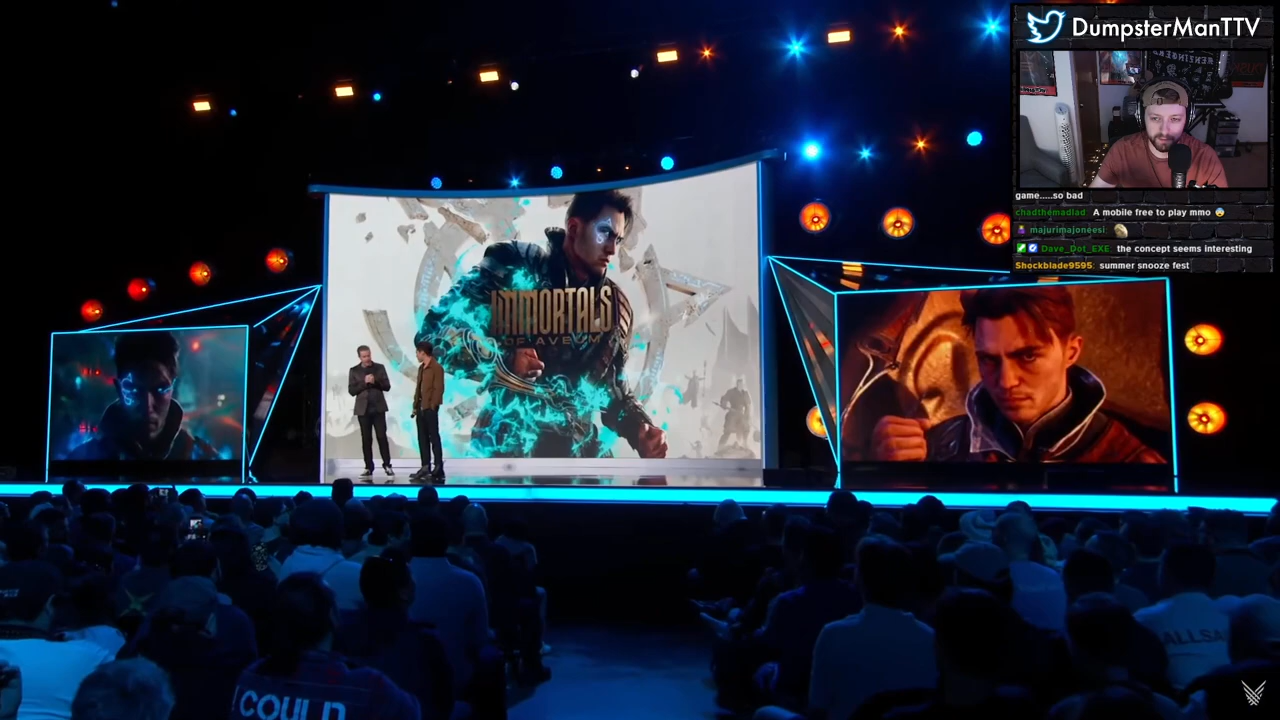 DumpsterManTTV
game.....so bad
chadthemadlad: A mobile free to play mmo
majurimajoneesi:
Dave_Dot_EXE: the concept seems interesting
Shockblade9595: summer snooze fest
IMMORTALS
OF AVEUM
COULD